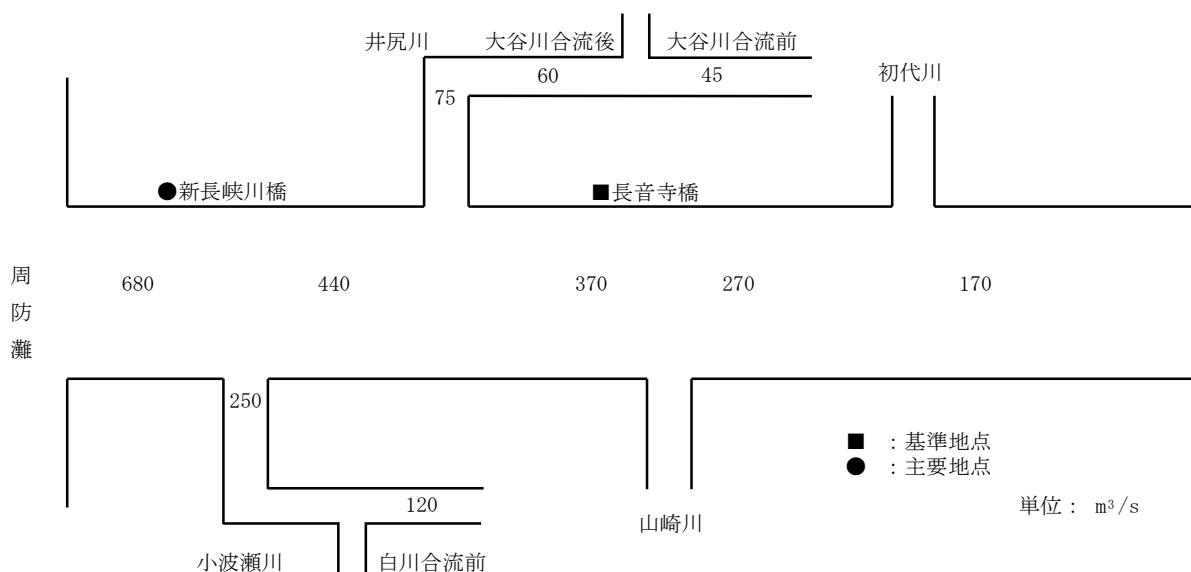 井尻川
大谷川合流後
大谷川合流前
60
45
初代川
75
●新長峡川橋
■長音寺橋
周防灘
680
440
370
270
170
250
■ : 基準地点
● : 主要地点
120
単位: m³/s
山崎川
小波瀬川
白川合流前